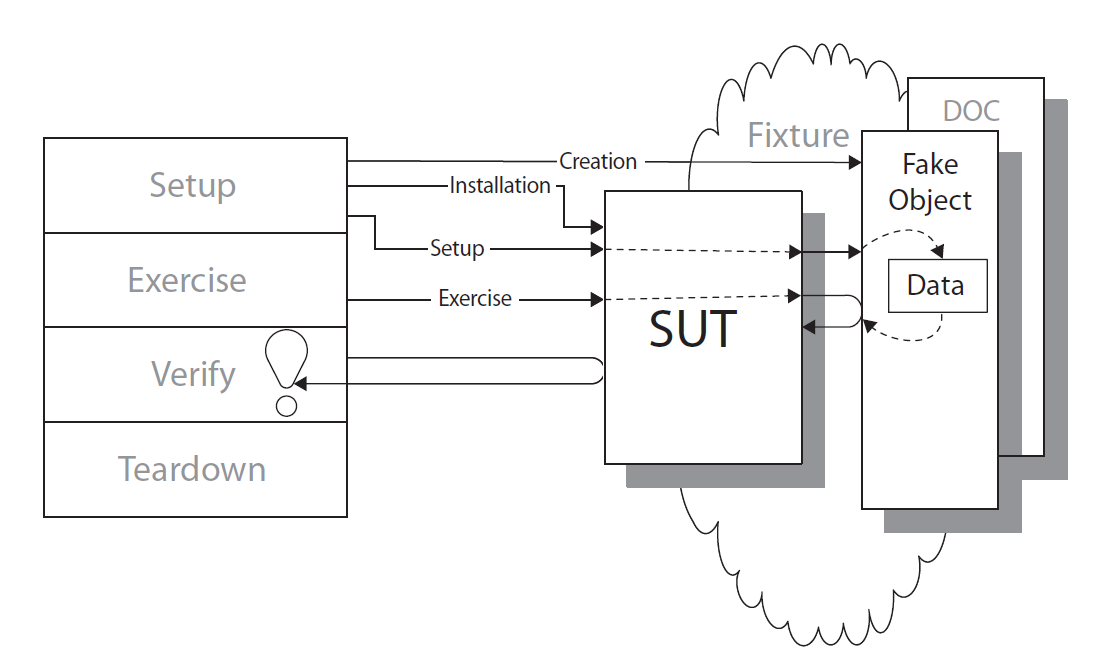 DOC
Fixture
Creation
Fake
Object
Setup
Installation
Setup
Exercise
Data
Exercise
SUT
Verify
Teardown